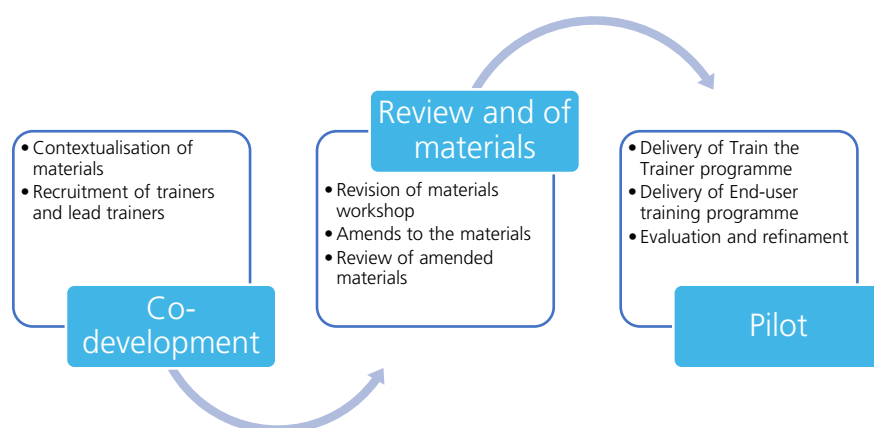 • Contextualisation of
materials
• Recruitment of trainers
and lead trainers
Co-
development
Review and of
materials
• Revision of materials
workshop
• Amends to the materials
• Review of amended
materials
• Delivery of Train the
Trainer programme
• Delivery of End-user
training programme
• Evaluation and refinament
Pilot